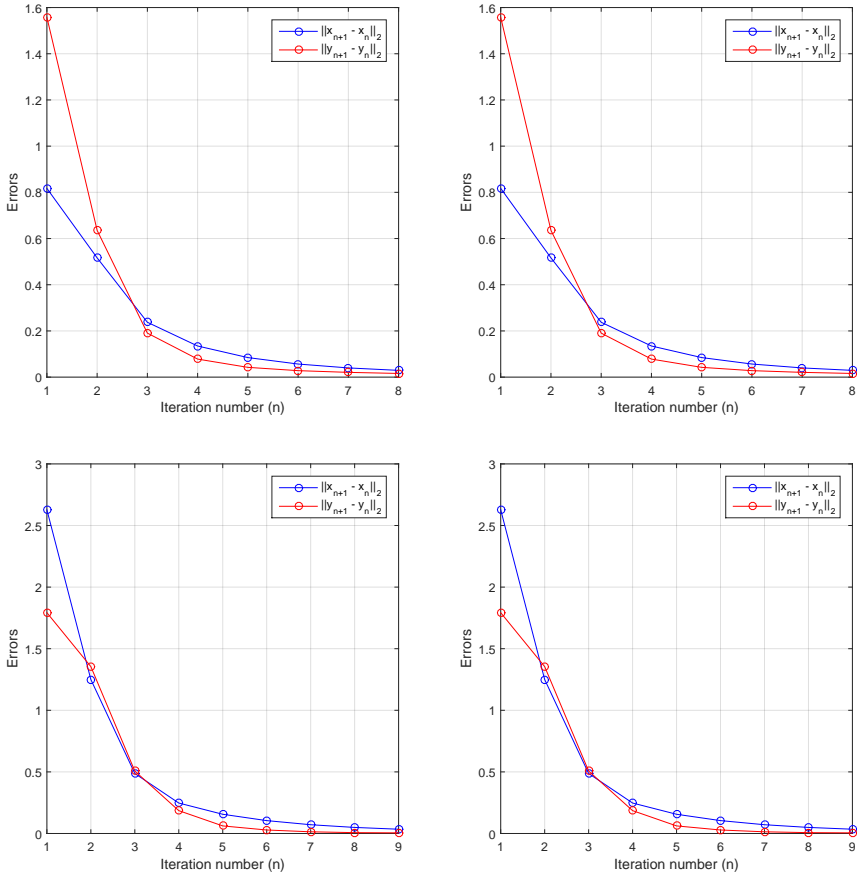 1.6
1.4
1.2
1
0.8
0.6
0.4
0.2
0
Errors
||x_{n+1} - x_n||_2
||y_{n+1} - y_n||_2
1 2 3 4 5 6 7 8
Iteration number (n)
1.6
1.4
1.2
1
0.8
0.6
0.4
0.2
0
Errors
||x_{n+1} - x_n||_2
||y_{n+1} - y_n||_2
1 2 3 4 5 6 7 8
Iteration number (n)
3
2.5
2
1.5
1
0.5
0
Errors
||x_{n+1} - x_n||_2
||y_{n+1} - y_n||_2
1 2 3 4 5 6 7 8 9
Iteration number (n)
3
2.5
2
1.5
1
0.5
0
Errors
||x_{n+1} - x_n||_2
||y_{n+1} - y_n||_2
1 2 3 4 5 6 7 8 9
Iteration number (n)